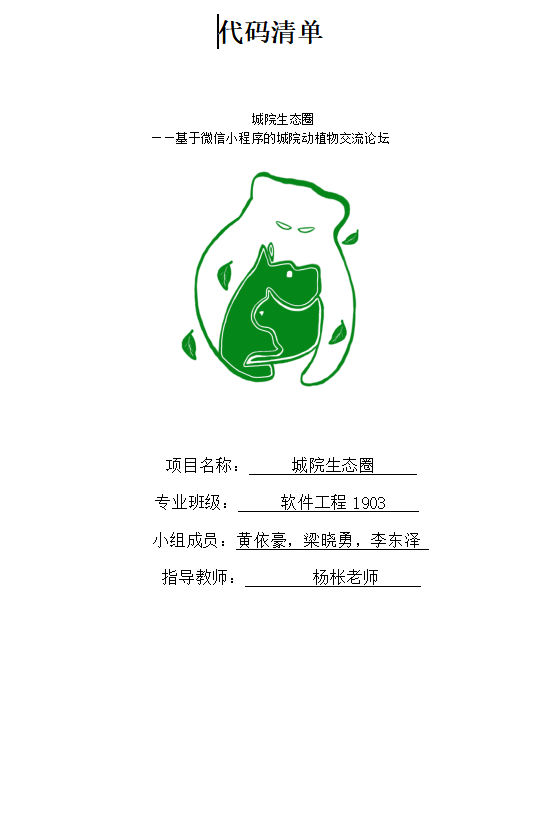 代码清单
城院生态圈
——基于微信小程序的城院动植物交流论坛
项目名称：城院生态圈
专业班级：软件工程 1903
小组成员：黄依豪，梁晓勇，李东泽
指导教师：杨枨老师